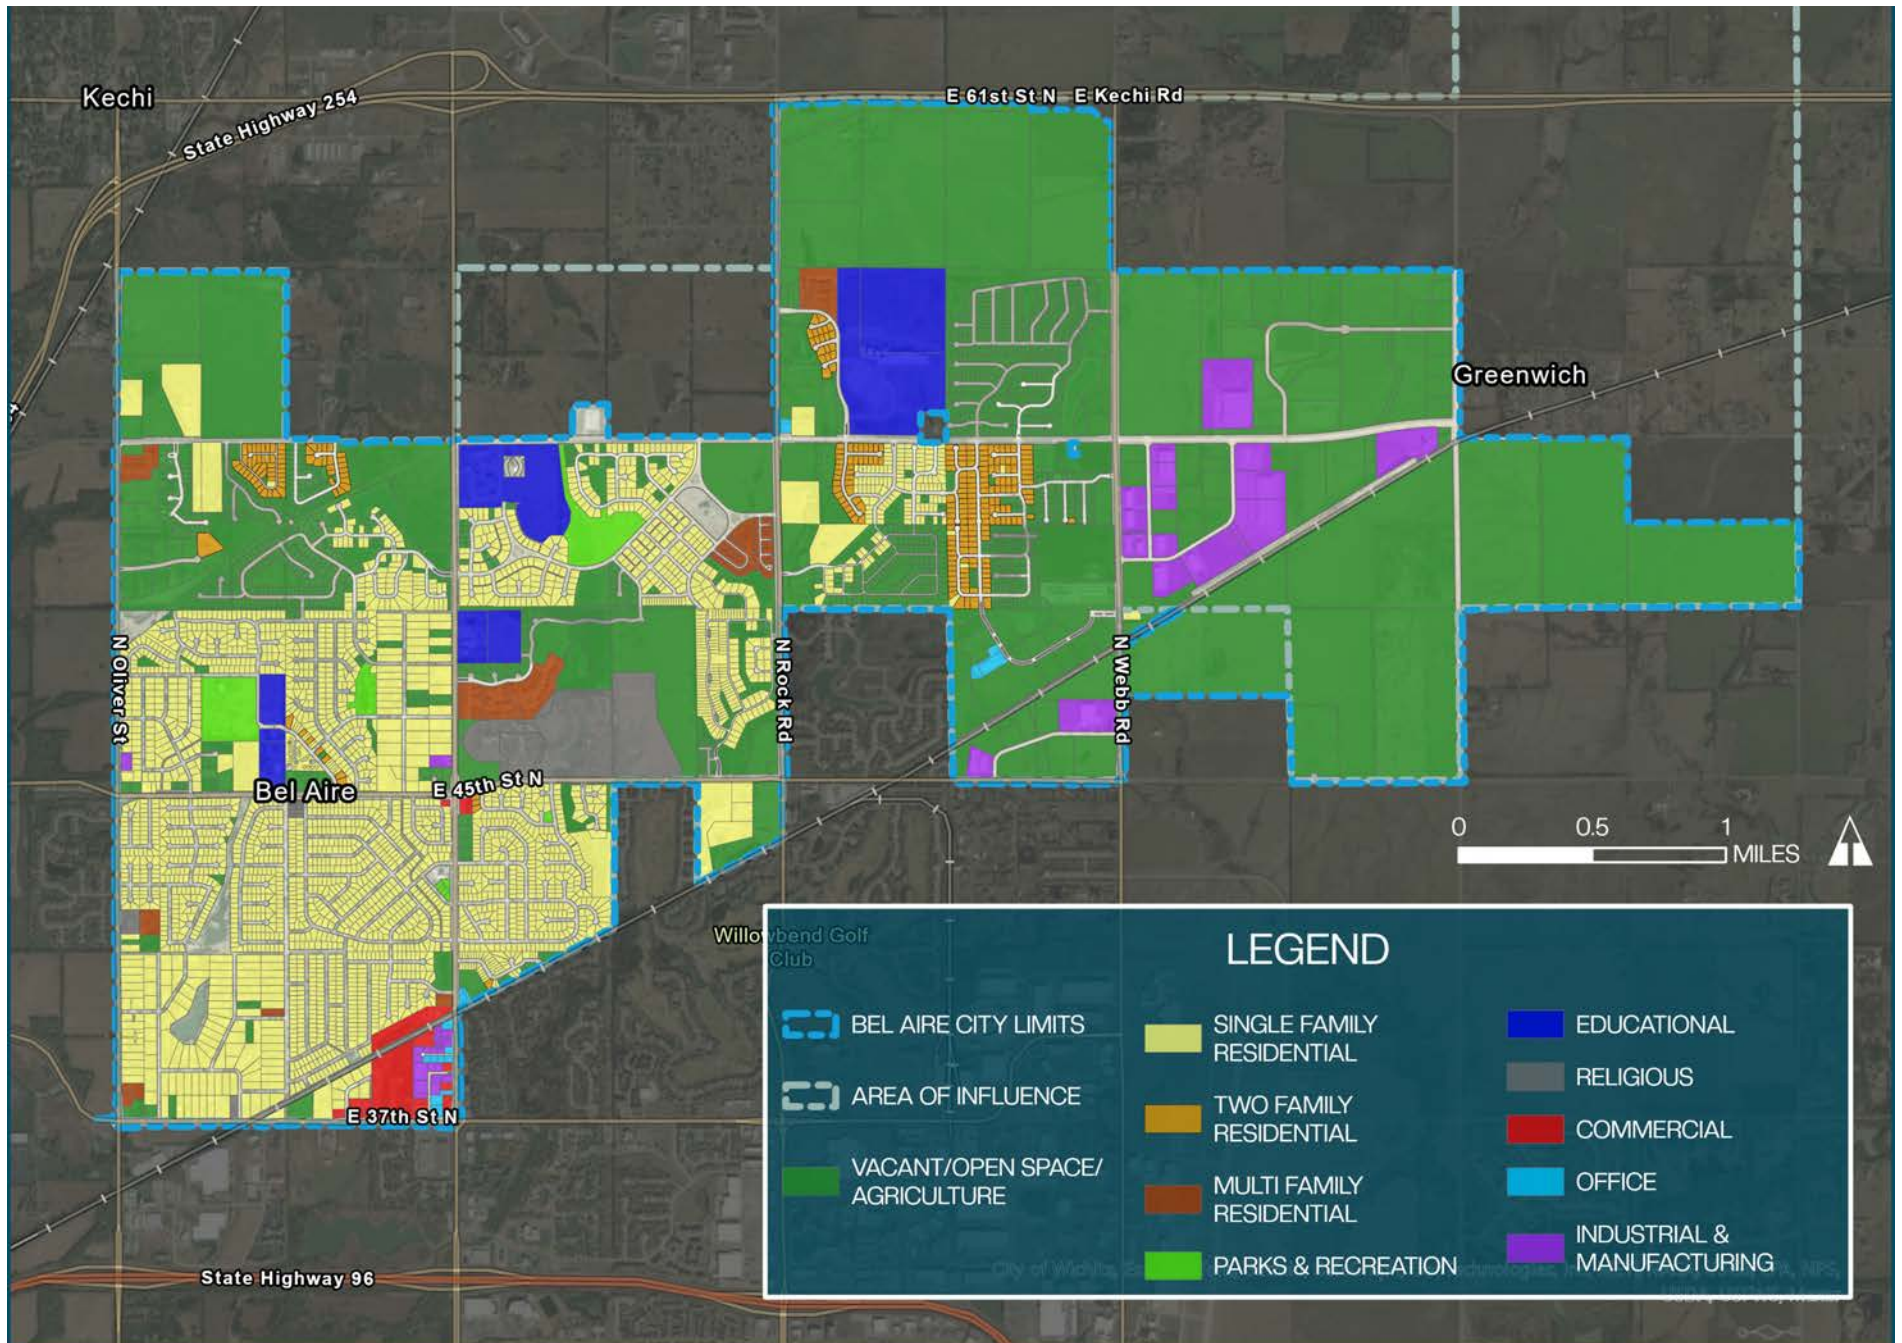 Kechi
State Highway 254
E 61st St N E Kechi Rd
Greenwich
N Oliver St
N Rock Rd
N Webb Rd
Bel Aire
E 45th St N
0 0.5 1
MILES
Willowbend Golf
Club
E 37th St N
State Highway 96
LEGEND
BEL AIRE CITY LIMITS
AREA OF INFLUENCE
VACANT/OPEN SPACE/
AGRICULTURE
SINGLE FAMILY
RESIDENTIAL
TWO FAMILY
RESIDENTIAL
MULTI FAMILY
RESIDENTIAL
PARKS & RECREATION
EDUCATIONAL
RELIGIOUS
COMMERCIAL
OFFICE
INDUSTRIAL &
MANUFACTURING
City of Wichita,